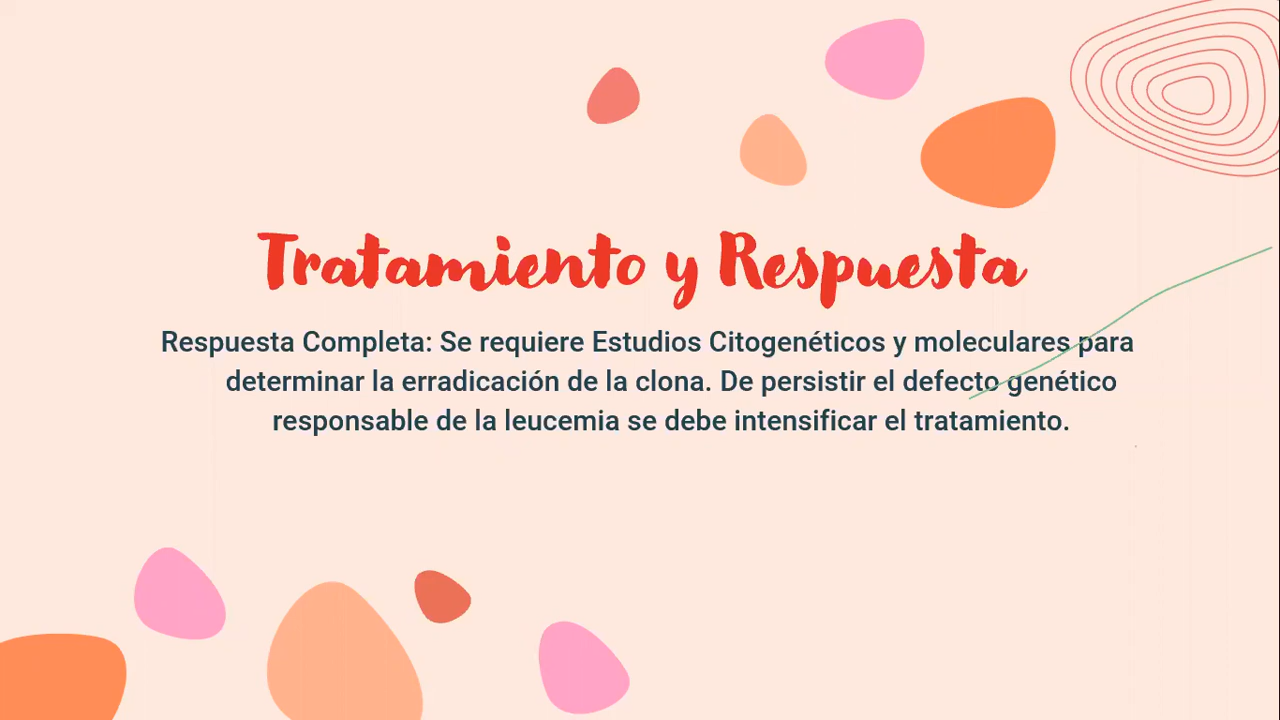 Tratamiento y Respuesta
Respuesta Completa: Se requiere Estudios Citogenéticos y moleculares para
determinar la erradicación de la clona. De persistir el defecto genético
responsable de la leucemia se debe intensificar el tratamiento.